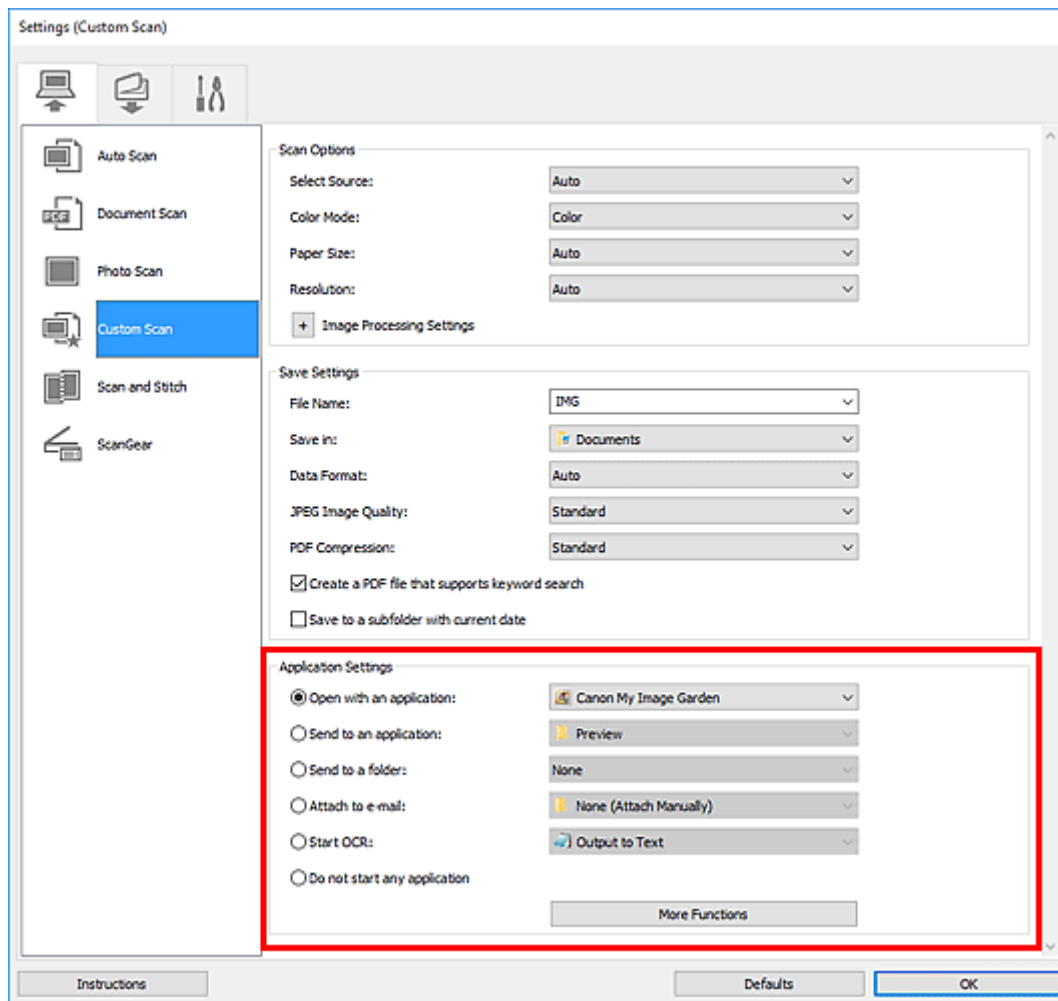 Settings (Custom Scan)
Auto Scan
Document Scan
Photo Scan
Custom Scan
Scan and Stitch
ScanGear
Scan Options
Select Source: Auto
Color Mode: Color
Paper Size: Auto
Resolution: Auto
+ Image Processing Settings
Save Settings
File Name: IMG
Save in: Documents
Data Format: Auto
JPEG Image Quality: Standard
PDF Compression: Standard
Create a PDF file that supports keyword search
Save to a subfolder with current date
Application Settings
Open with an application: Canon My Image Garden
Send to an application: Preview
Send to a folder: None
Attach to e-mail: None (Attach Manually)
Start OCR: Output to Text
Do not start any application
More Functions
Instructions Defaults OK